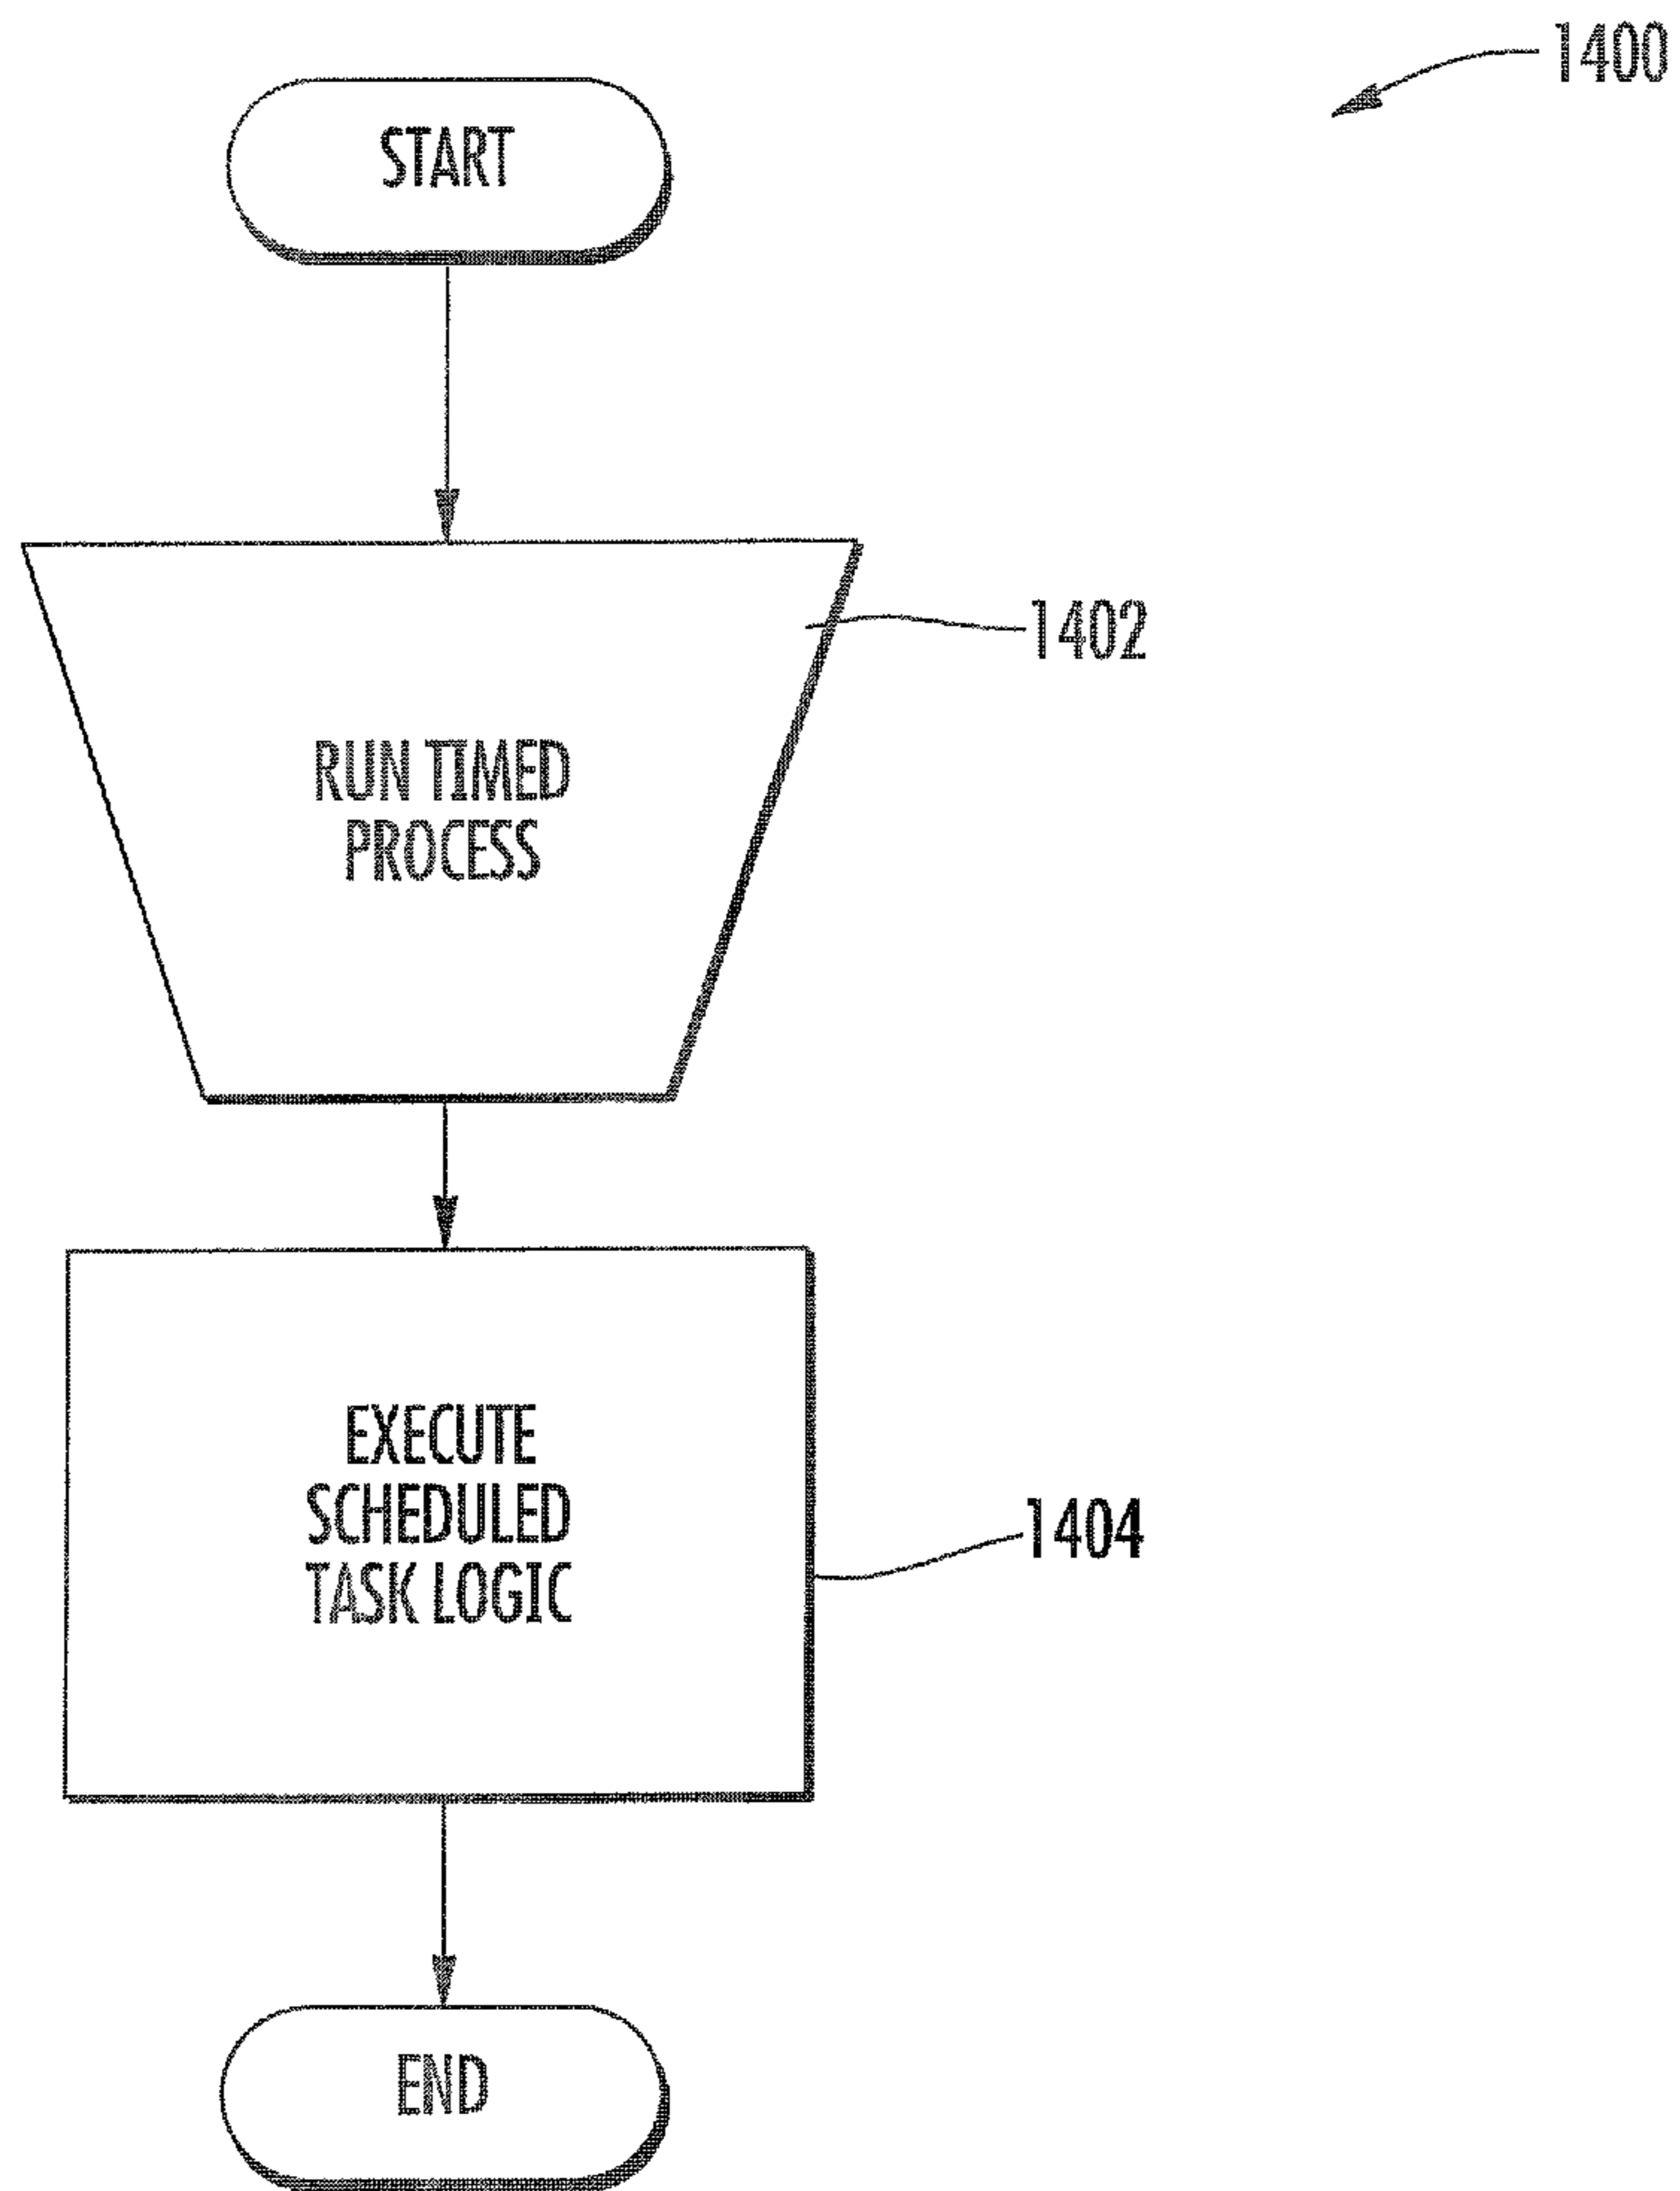 1400
START
1402
RUN TIMED
PROCESS
EXECUTE
SCHEDULED
TASK LOGIC
1404
END